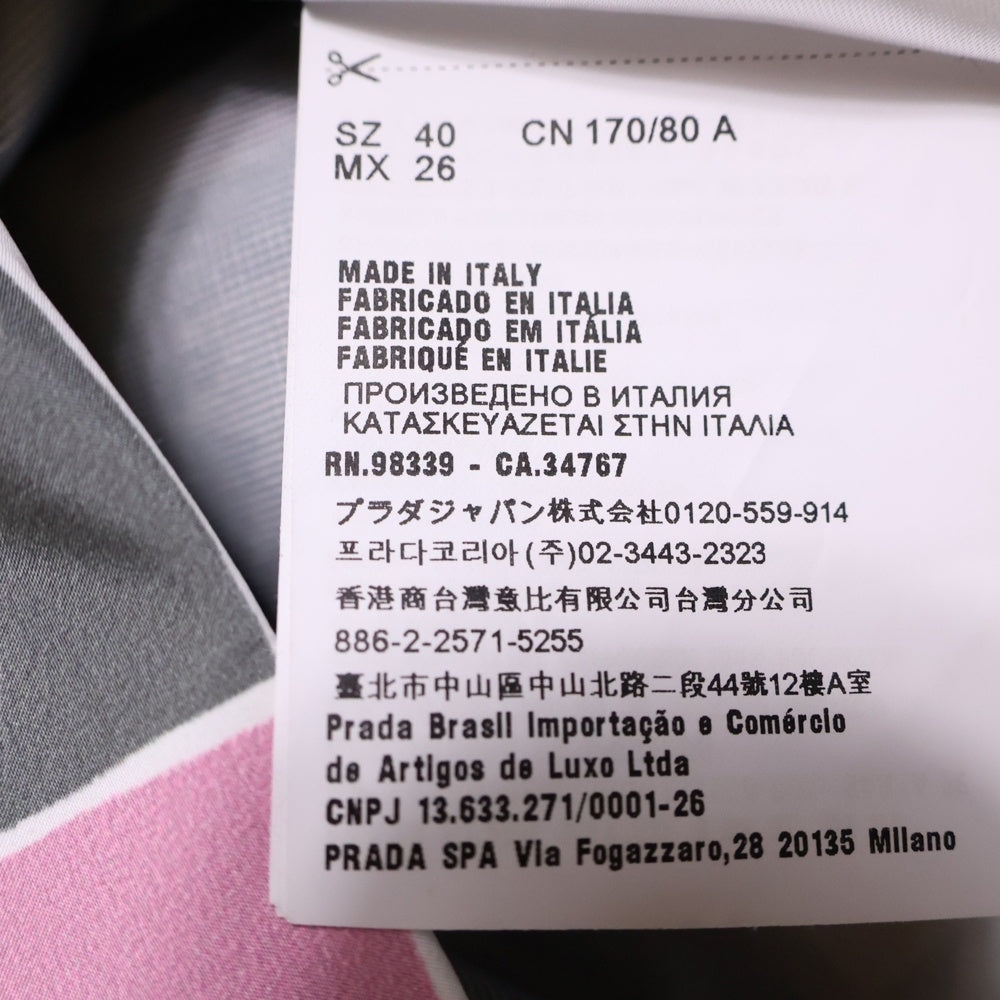 SZ 40 CN 170/80 A
MX 26
MADE IN ITALY
FABRICADO EN ITALIA
FABRICADO EM ITÁLIA
FABRIQUÉ EN ITALIE
ПРОИЗВЕДЕНО В ИТАЛИЯ
ΚΑΤΑΣΚΕΥΑΖΕΤΑΙ ΣΤΗΝ ΙΤΑΛΙΑ
RN.98339 - CA.34767
プラダジャパン株式会社0120-559-914
프라다코리아(주)02-3443-2323
香港商台灣意比有限公司台灣分公司
886-2-2571-5255
臺北市中山區中山北路二段44號12樓A室
Prada Brasil Importação e Comércio
de Artigos de Luxo Ltda
CNPJ 13.633.271/0001-26
PRADA SPA Via Fogazzaro,28 20135 Milano